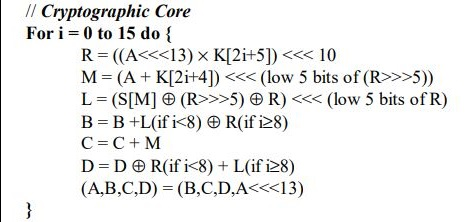 // Cryptographic Core
For i = 0 to 15 do {
R = ((A<<<13) × K[2i+5]) <<< 10
M = (A + K[2i+4]) <<< (low 5 bits of (R>>>5))
L = (S[M] ⊕ (R>>>5) ⊕ R) <<< (low 5 bits of R)
B = B +L(if i<8) ⊕ R(if i≥8)
C = C + M
D = D ⊕ R(if i<8) + L(if i≥8)
(A,B,C,D) = (B,C,D,A<<<13)
}